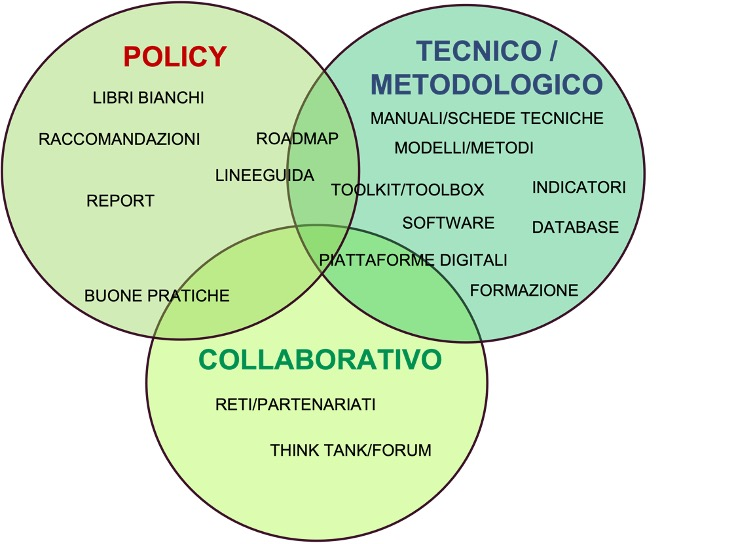 POLICY
LIBRI BIANCHI
RACCOMANDAZIONI
ROADMAP
LINEEGUIDA
REPORT
BUONE PRATICHE
TECNICO /
METODOLOGICO
MANUALI/SCHEDE TECNICHE
MODELLI/METODI
TOOLKIT/TOOLBOX
INDICATORI
SOFTWARE
DATABASE
PIATTAFORME DIGITALI
FORMAZIONE
COLLABORATIVO
RETI/PARTENARIATI
THINK TANK/FORUM